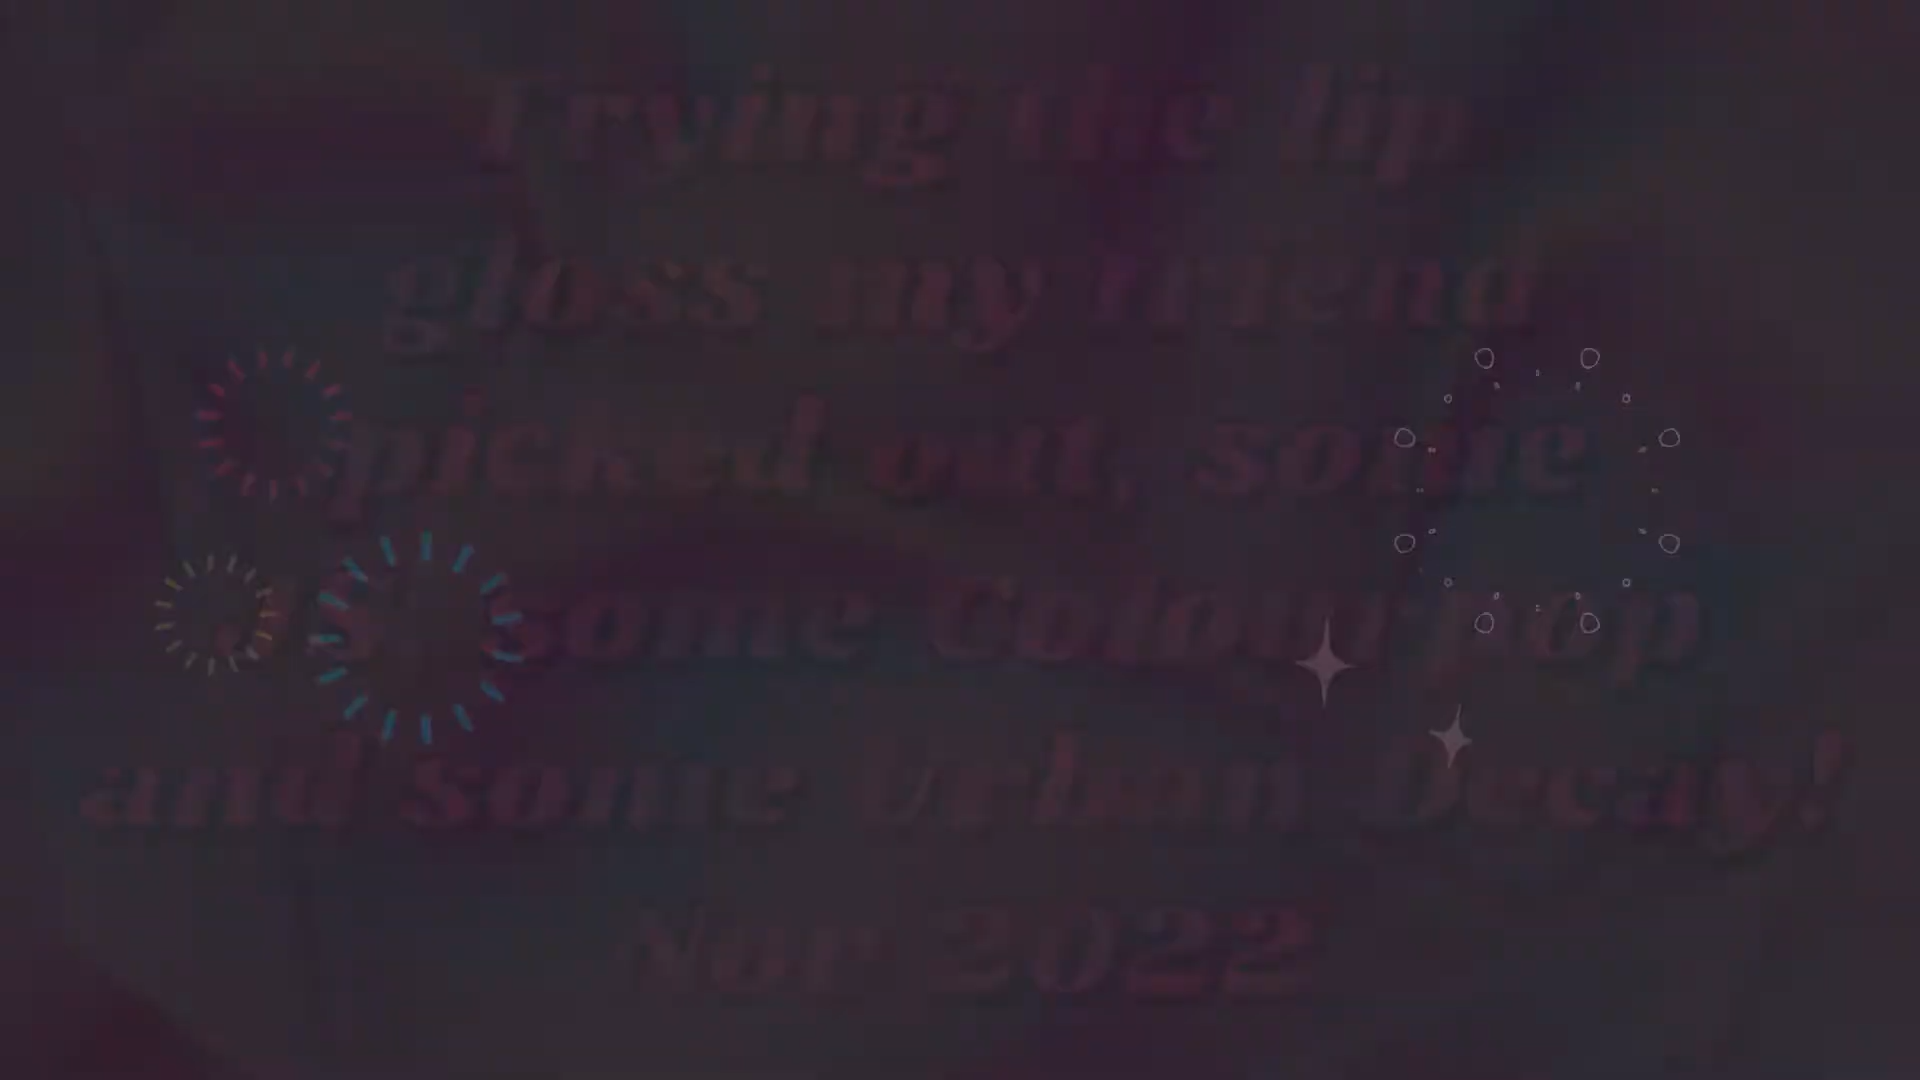 Trying the lip
gloss my friend
picked out, some
some Colourpop
and some Urban Decay!
2022